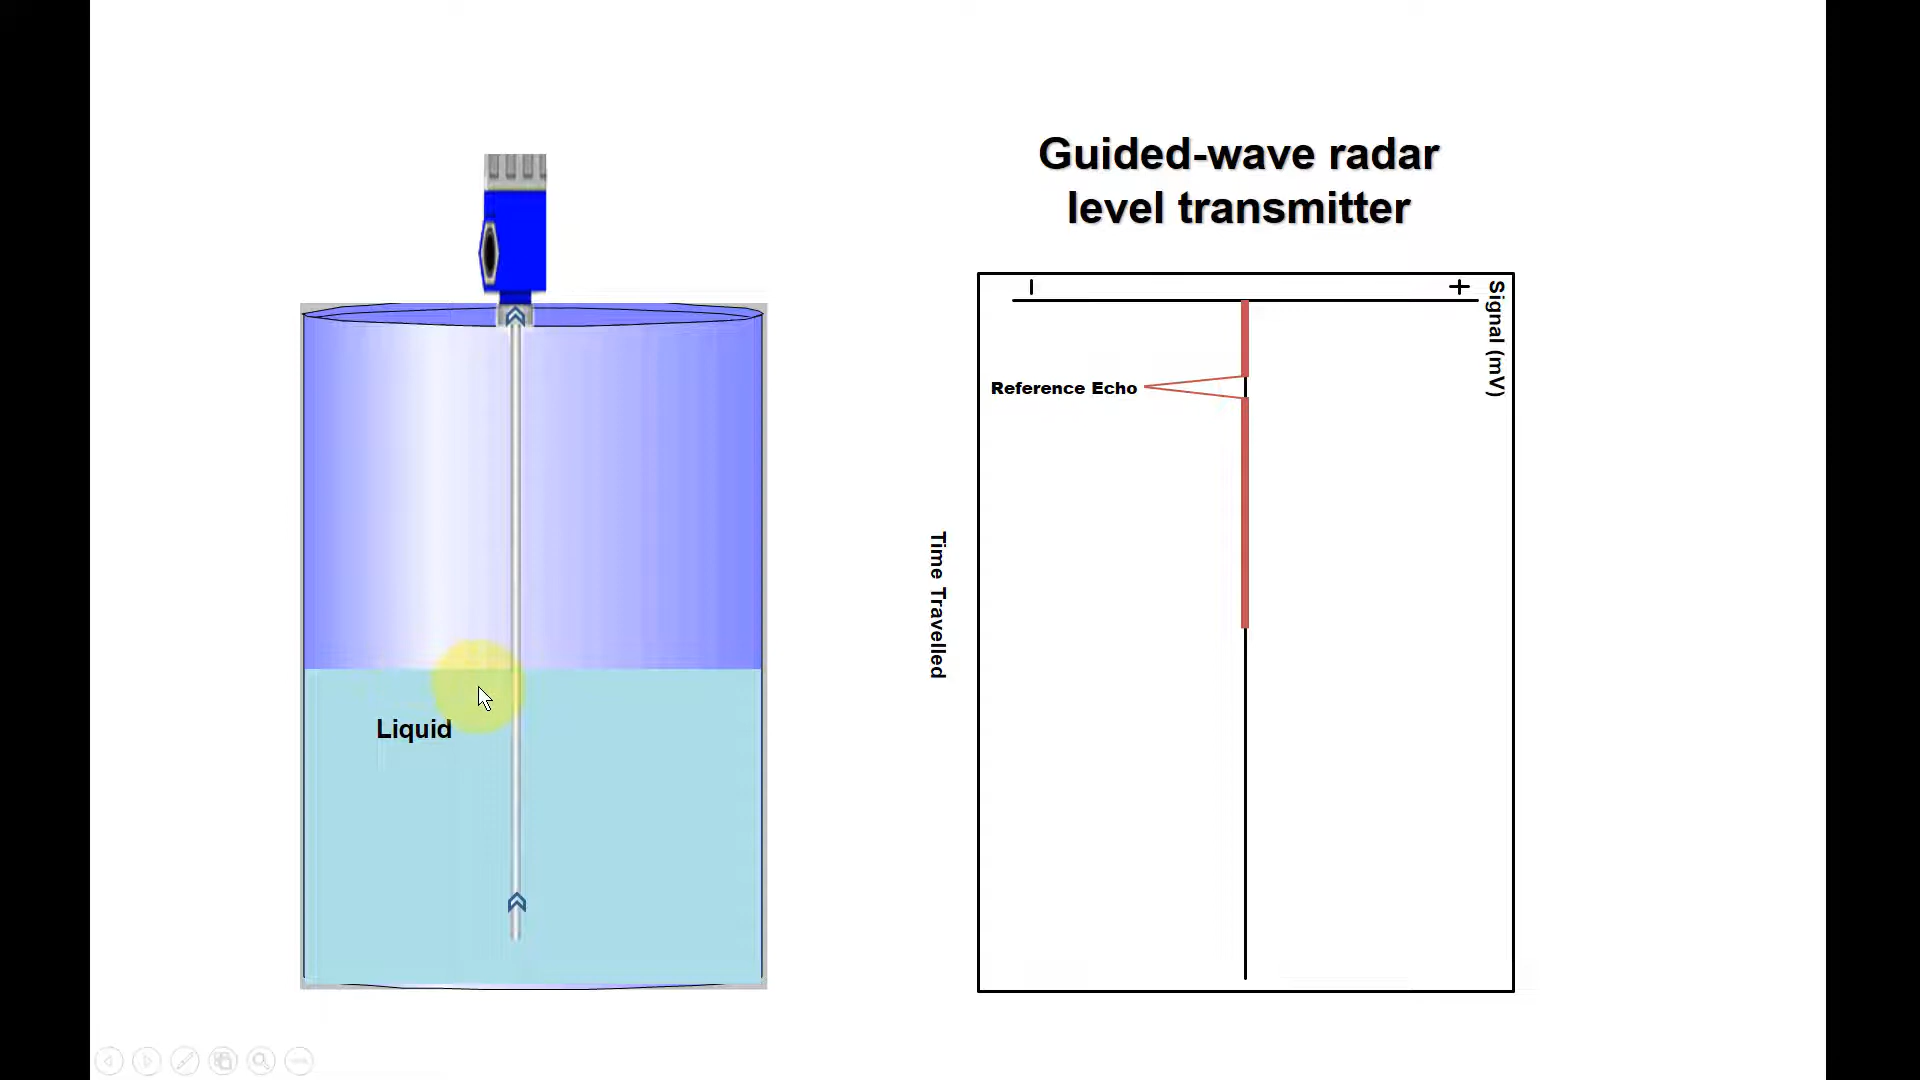 Guided-wave radar
level transmitter
− +
Signal (mV)
Reference Echo
Time Travelled
Liquid